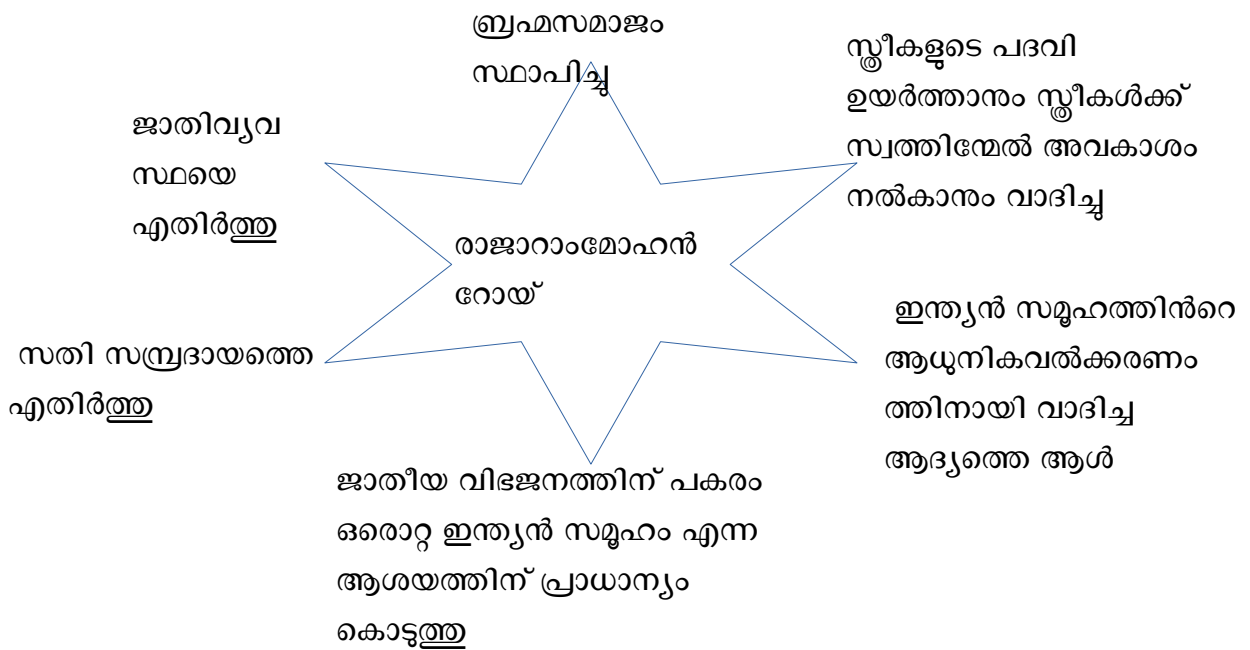 ബ്രഹ്മസമാജം
സ്ഥാപിച്ചു
സ്ത്രീകളുടെ പദവി
ഉയർത്താനും സ്ത്രീകൾക്ക്
സ്വത്തിന്മേൽ അവകാശം
നൽകാനും വാദിച്ചു
ജാതിവ്യവ
സ്ഥയെ
എതിർത്തു
രാജാറാംമോഹൻ
റോയ്
ഇന്ത്യൻ സമൂഹത്തിൻറെ
ആധുനികവൽക്കരണം
ത്തിനായി വാദിച്ച
ആദ്യത്തെ ആൾ
സതി സമ്പ്രദായത്തെ
എതിർത്തു
ജാതീയ വിഭജനത്തിന് പകരം
ഒരൊറ്റ ഇന്ത്യൻ സമൂഹം എന്ന
ആശയത്തിന് പ്രാധാന്യം
കൊടുത്തു